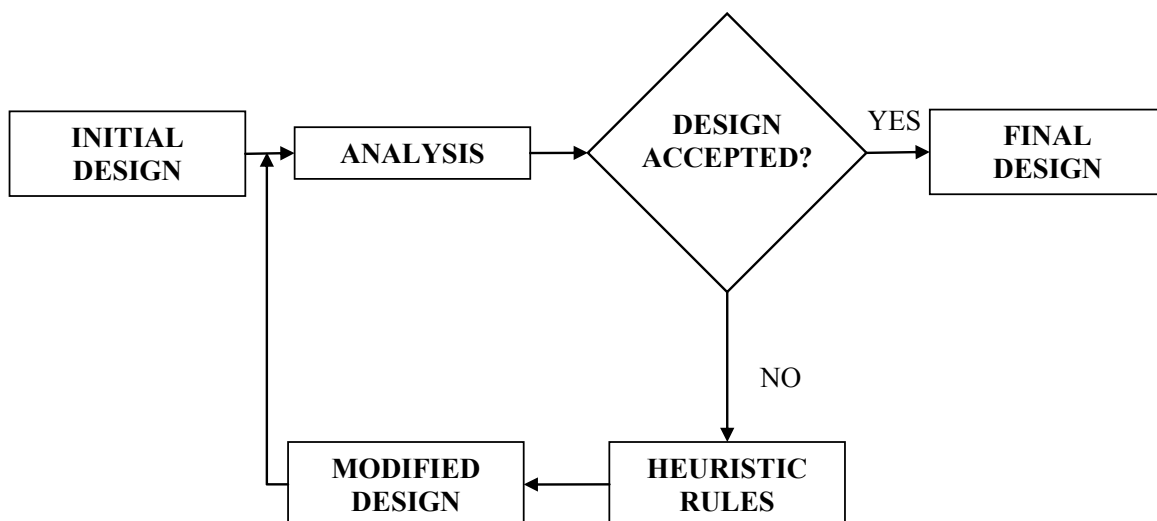 INITIAL
DESIGN
ANALYSIS
DESIGN
ACCEPTED?
YES
FINAL
DESIGN
NO
MODIFIED
DESIGN
HEURISTIC
RULES